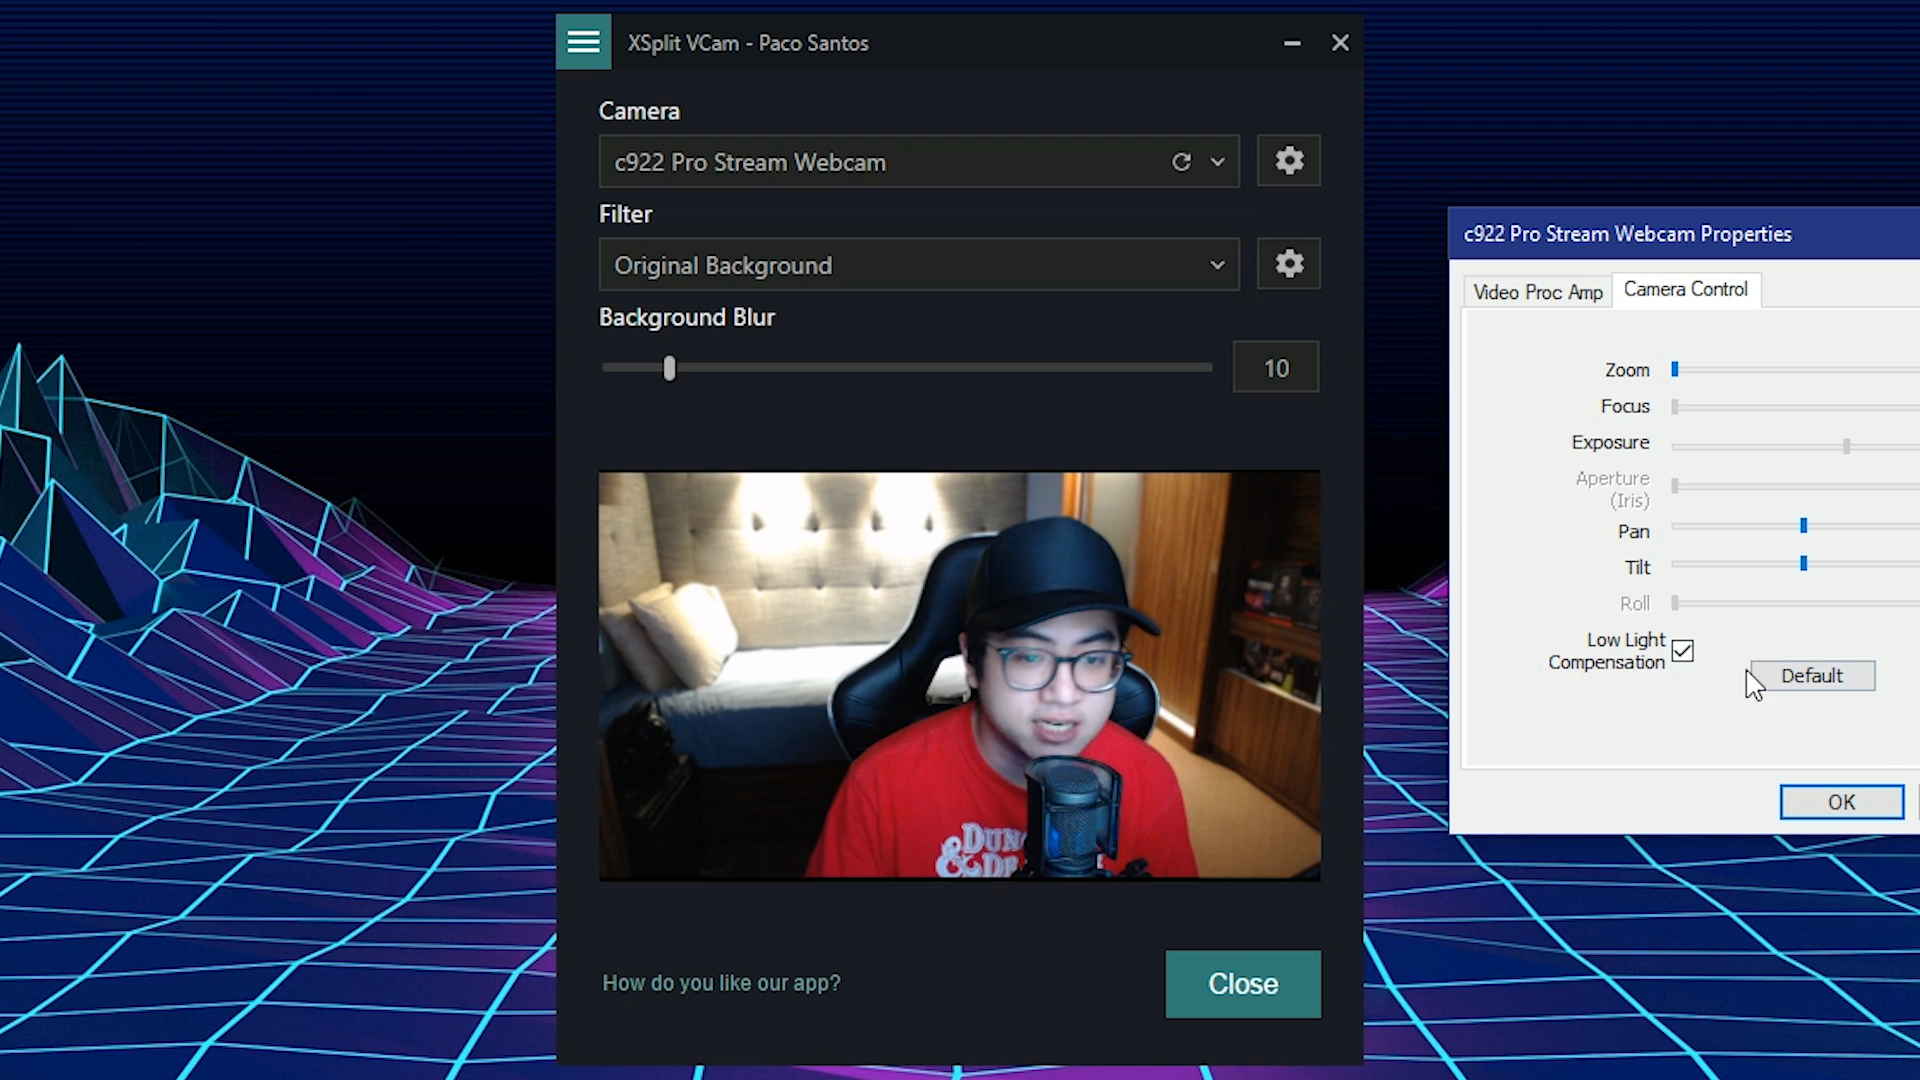 XSplit VCam - Paco Santos
Camera
c922 Pro Stream Webcam
Filter
Original Background
Background Blur
10
How do you like our app?
Close
c922 Pro Stream Webcam Properties
Video Proc Amp
Camera Control
Zoom
Focus
Exposure
Aperture
(Iris)
Pan
Tilt
Roll
Low Light
Compensation
Default
OK